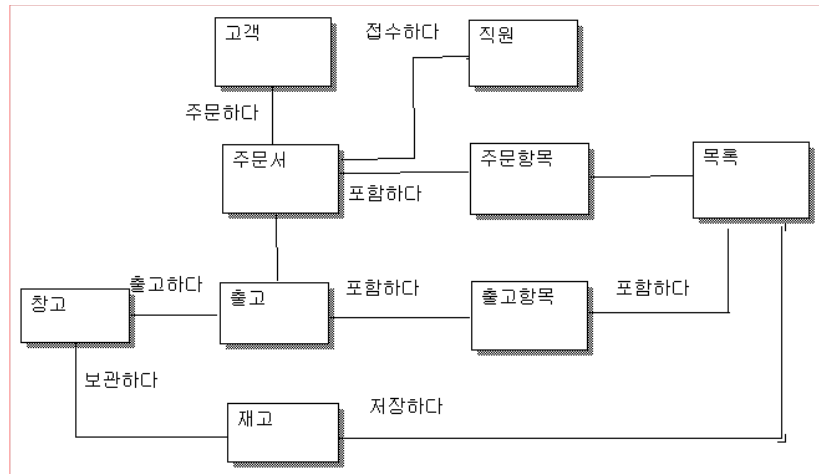 고객
접수하다
직원
주문하다
주문서
주문항목
목록
포함하다
출고하다
창고
출고
포함하다
출고항목
포함하다
보관하다
재고
저장하다